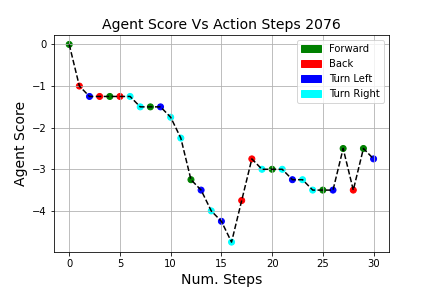 Agent Score Vs Action Steps 2076
Forward
Back
Turn Left
Turn Right
Agent Score
0
−1
−2
−3
−4
0 5 10 15 20 25 30
Num. Steps